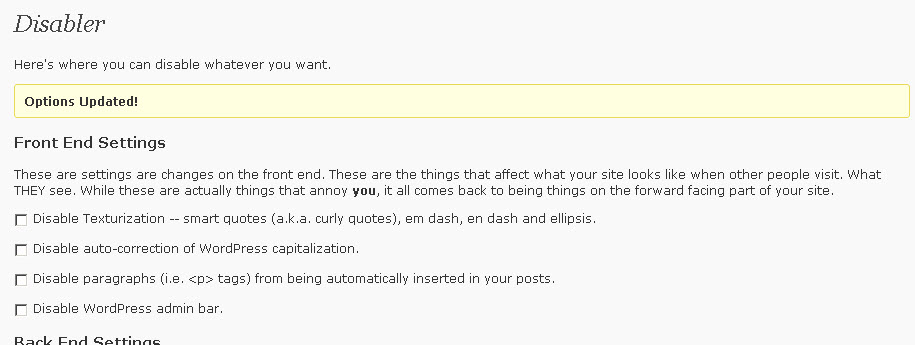 Disabler
Here's where you can disable whatever you want.
Options Updated!
Front End Settings
These are settings are changes on the front end. These are the things that affect what your site looks like when other people visit. What
THEY see. While these are actually things that annoy you, it all comes back to being things on the forward facing part of your site.
Disable Texturization -- smart quotes (a.k.a. curly quotes), em dash, en dash and ellipsis.
Disable auto-correction of WordPress capitalization.
Disable paragraphs (i.e. <p> tags) from being automatically inserted in your posts.
Disable WordPress admin bar.
Back End Settings